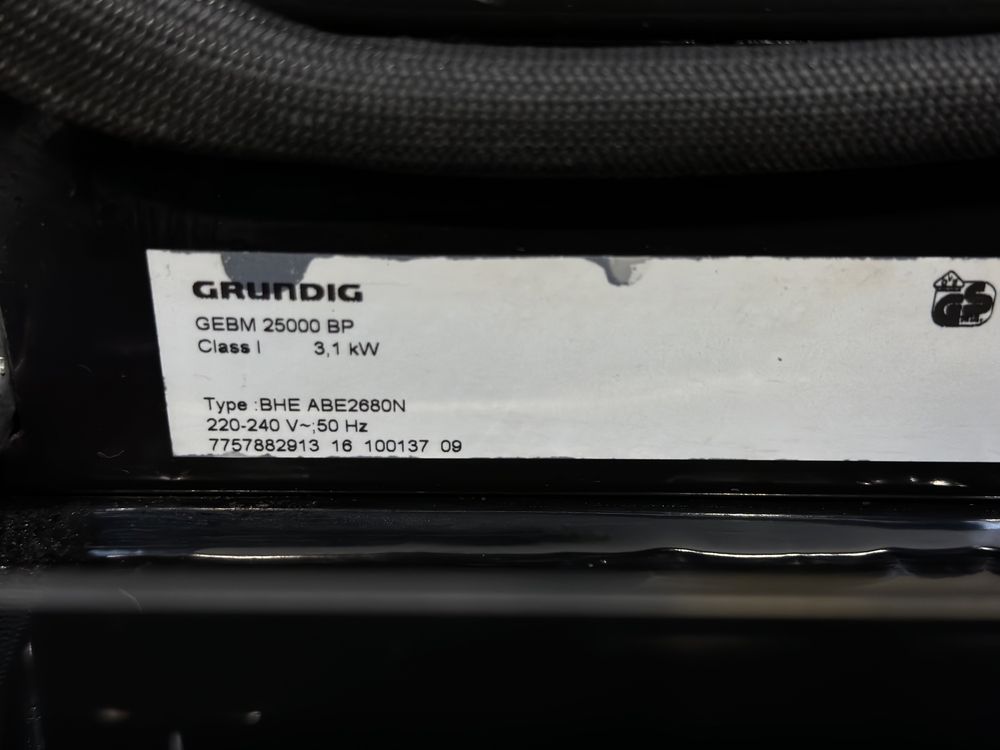 GRUNDIG
GEBM 25000 BP
Class I 3,1 kW
Type :BHE ABE2680N
220-240 V~;50 Hz
7757882913 16 100137 09
GS